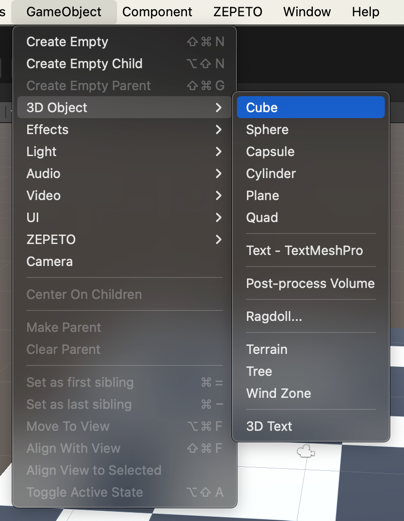 s GameObject Component ZEPETO Window Help
Create Empty ⇧⌘N
Create Empty Child ⌥⇧N
Create Empty Parent ⇧⌘G
3D Object
Effects
Light
Audio
Video
UI
ZEPETO
Camera
Center On Children
Make Parent
Clear Parent
Set as first sibling ⌘=
Set as last sibling ⌘−
Move To View ⌥⌘F
Align With View ⇧⌘F
Align View to Selected
Toggle Active State ⌥⇧A
Cube
Sphere
Capsule
Cylinder
Plane
Quad
Text - TextMeshPro
Post-process Volume
Ragdoll...
Terrain
Tree
Wind Zone
3D Text